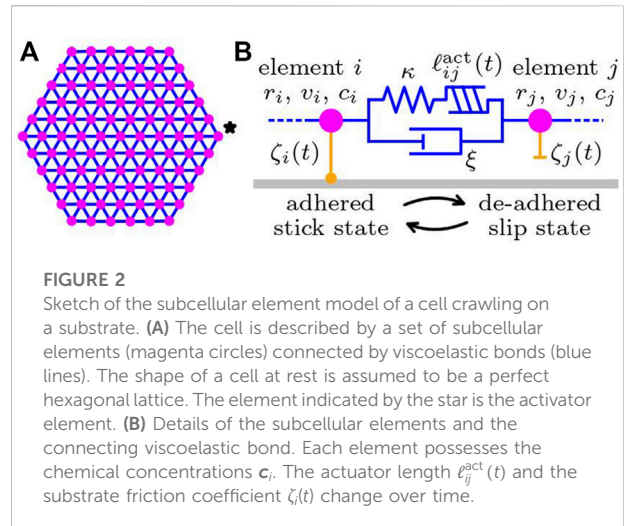 A
★
B
element i
r_i, v_i, c_i
κ
ℓ_{ij}^{act}(t)
element j
r_j, v_j, c_j
ζ_i(t)
ξ
ζ_j(t)
adhered
stick state
de-adhered
slip state
FIGURE 2
Sketch of the subcellular element model of a cell crawling on
a substrate. (A) The cell is described by a set of subcellular
elements (magenta circles) connected by viscoelastic bonds (blue
lines). The shape of a cell at rest is assumed to be a perfect
hexagonal lattice. The element indicated by the star is the activator
element. (B) Details of the subcellular elements and the
connecting viscoelastic bond. Each element possesses the
chemical concentrations c_i. The actuator length ℓ_{ij}^{act}(t) and the
substrate friction coefficient ζ_i(t) change over time.